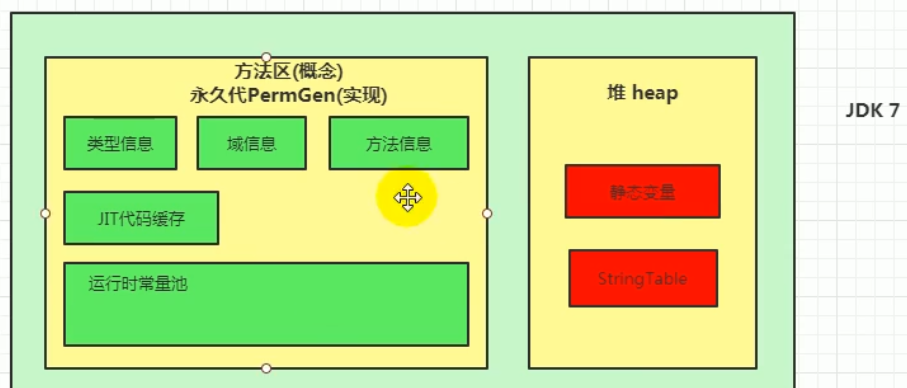 方法区(概念)
永久代PermGen(实现)
堆 heap
JDK 7
类型信息
域信息
方法信息
静态变量
JIT代码缓存
StringTable
运行时常量池